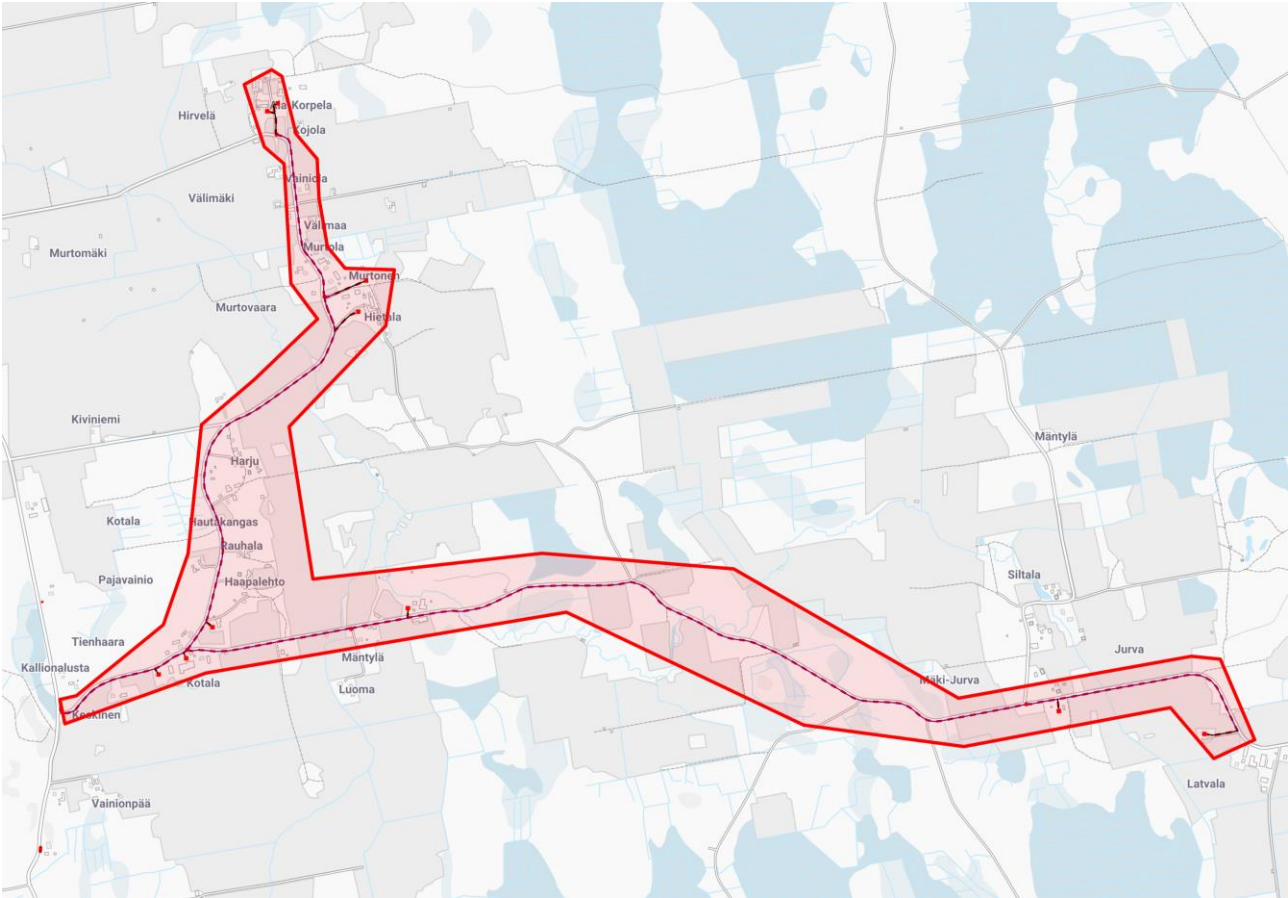 Ala-Korpela
Hirvelä
Kojola
Vainiola
Välimäki
Välimaa
Murtola
Murtomäki
Murtonen
Murtovaara
Hietala
Kiviniemi
Mäntylä
Harju
Kotala
Hautakangas
Rauhala
Pajavainio
Haapalehto
Siltala
Tienhaara
Jurva
Mäntylä
Kallionalusta
Kotala
Luoma
Mäki-Jurva
Keskinen
Latvala
Vainionpää